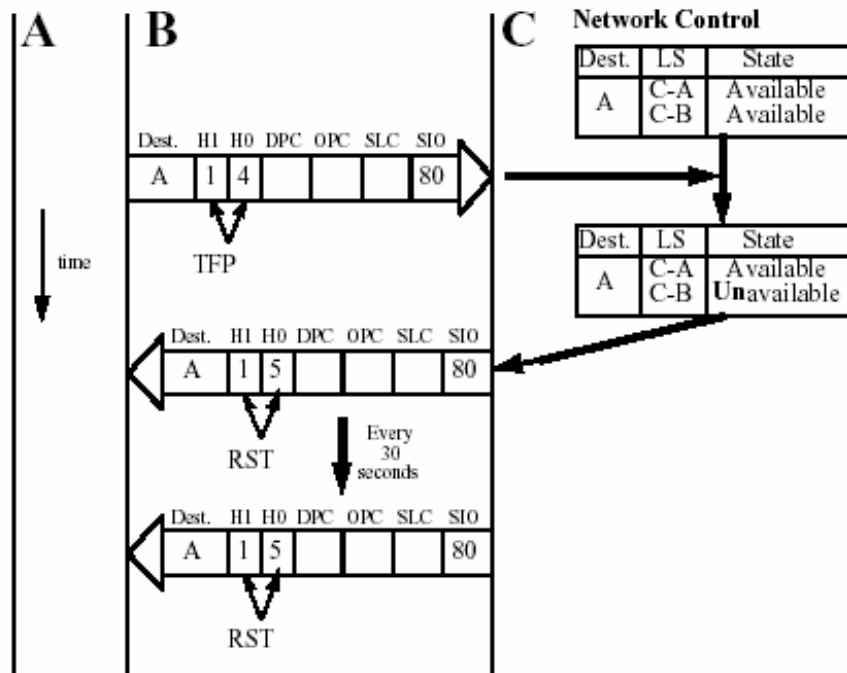 A B C Network Control
Dest. LS State
A C-A Available
C-B Available
Dest. H1 H0 DPC OPC SLC SIO
A 1 4 80
TFP
time
Dest. LS State
A C-A Available
C-B Unavailable
Dest. H1 H0 DPC OPC SLC SIO
A 1 5 80
RST
Every
30
seconds
Dest. H1 H0 DPC OPC SLC SIO
A 1 5 80
RST